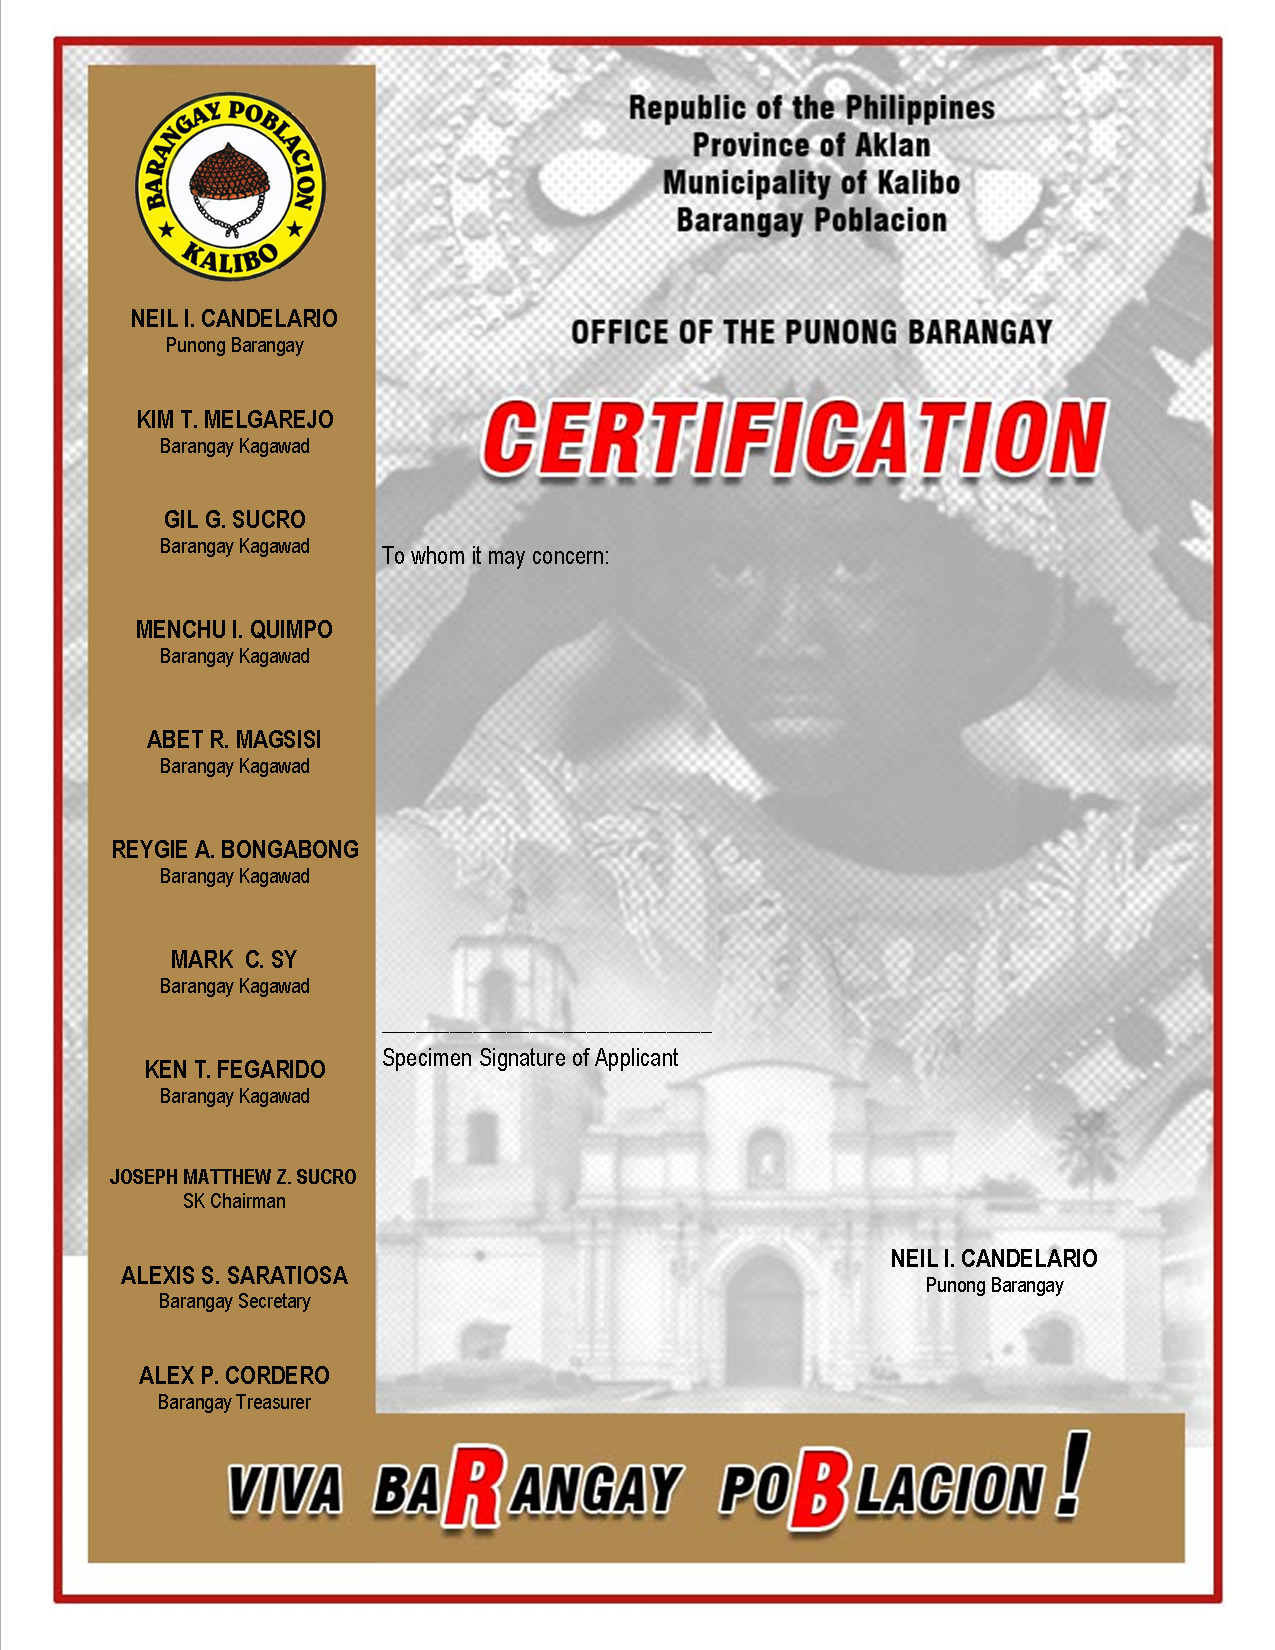 BARANGAY POBLACION
KALIBO
NEIL I. CANDELARIO
Punong Barangay
KIM T. MELGAREJO
Barangay Kagawad
GIL G. SUCRO
Barangay Kagawad
MENCHU I. QUIMPO
Barangay Kagawad
ABET R. MAGSISI
Barangay Kagawad
REYGIE A. BONGABONG
Barangay Kagawad
MARK  C. SY
Barangay Kagawad
KEN T. FEGARIDO
Barangay Kagawad
JOSEPH MATTHEW Z. SUCRO
SK Chairman
ALEXIS S. SARATIOSA
Barangay Secretary
ALEX P. CORDERO
Barangay Treasurer
Republic of the Philippines
Province of Aklan
Municipality of Kalibo
Barangay Poblacion
OFFICE OF THE PUNONG BARANGAY
CERTIFICATION
To whom it may concern:
______________________________
Specimen Signature of Applicant
NEIL I. CANDELARIO
Punong Barangay
VIVA BARANGAY POBLACION!